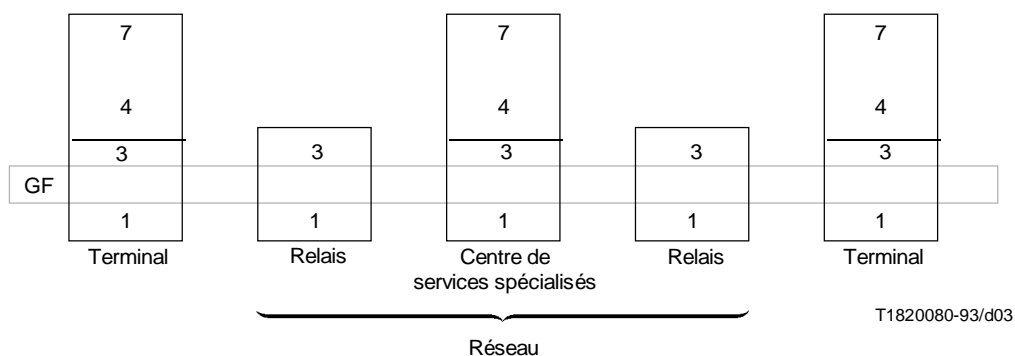 7 7 7
4 4 4
3 3 3 3 3
GF
1 1 1 1 1
Terminal Relais Centre de services spécialisés Relais Terminal
T1820080-93/d03
Réseau